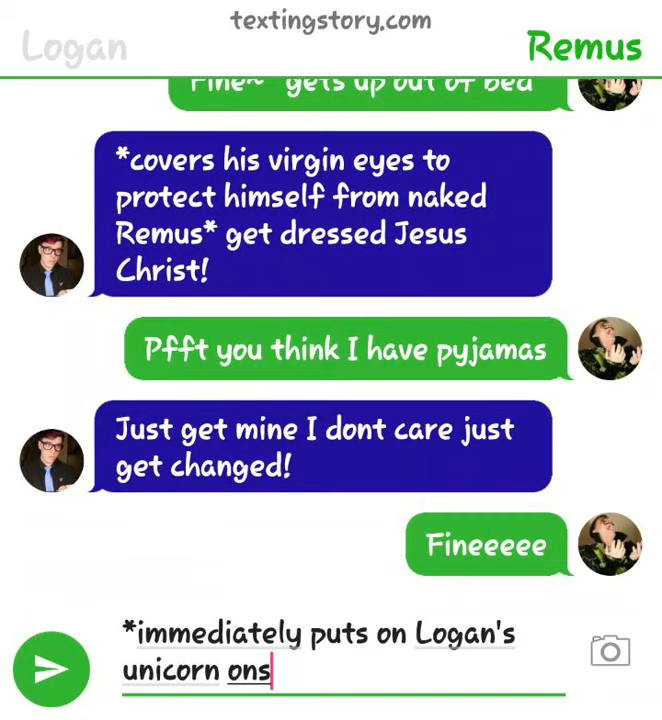 textingstory.com
Logan
Remus
Fine~ *gets up out of bed*
*covers his virgin eyes to
protect himself from naked
Remus* get dressed Jesus
Christ!
Pfft you think I have pyjamas
Just get mine I dont care just
get changed!
Fineeeee
*immediately puts on Logan's
unicorn ons